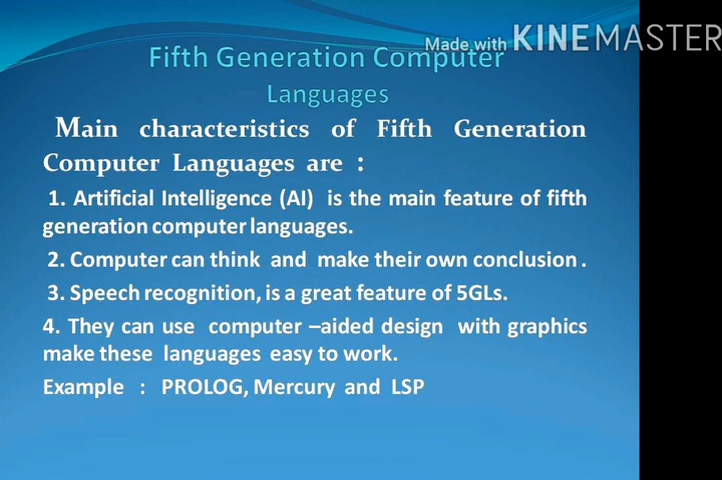 Made with KINEMASTER
Fifth Generation Computer
Languages
Main characteristics of Fifth Generation
Computer Languages are :
1. Artificial Intelligence (AI) is the main feature of fifth
generation computer languages.
2. Computer can think and make their own conclusion .
3. Speech recognition, is a great feature of 5GLs.
4. They can use computer –aided design with graphics
make these languages easy to work.
Example : PROLOG, Mercury and LSP